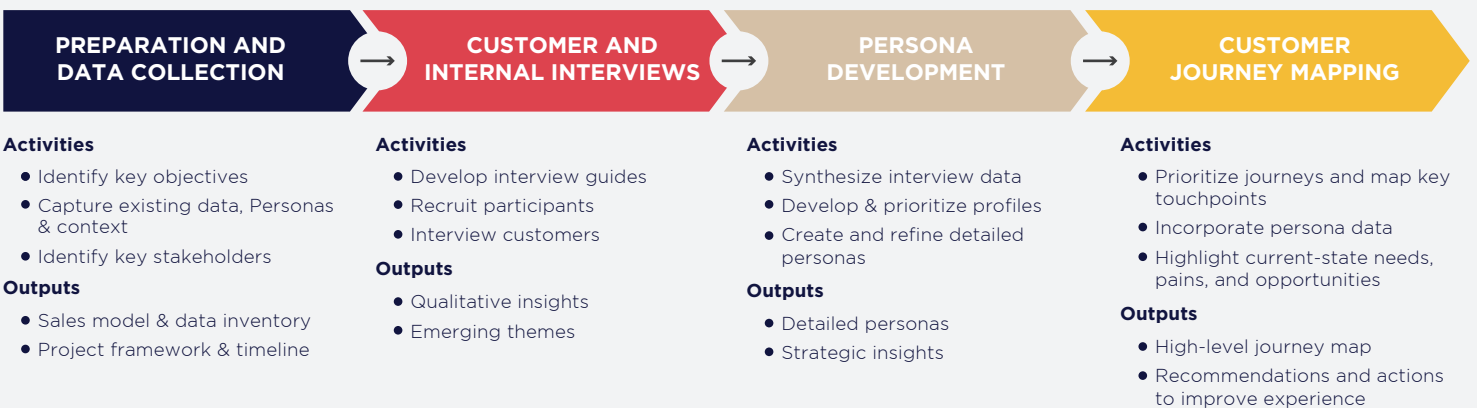 PREPARATION AND
DATA COLLECTION
CUSTOMER AND
INTERNAL INTERVIEWS
PERSONA
DEVELOPMENT
CUSTOMER
JOURNEY MAPPING
Activities
Identify key objectives
Capture existing data, Personas
& context
Identify key stakeholders
Outputs
Sales model & data inventory
Project framework & timeline
Activities
Develop interview guides
Recruit participants
Interview customers
Outputs
Qualitative insights
Emerging themes
Activities
Synthesize interview data
Develop & prioritize profiles
Create and refine detailed
personas
Outputs
Detailed personas
Strategic insights
Activities
Prioritize journeys and map key
touchpoints
Incorporate persona data
Highlight current-state needs,
pains, and opportunities
Outputs
High-level journey map
Recommendations and actions
to improve experience